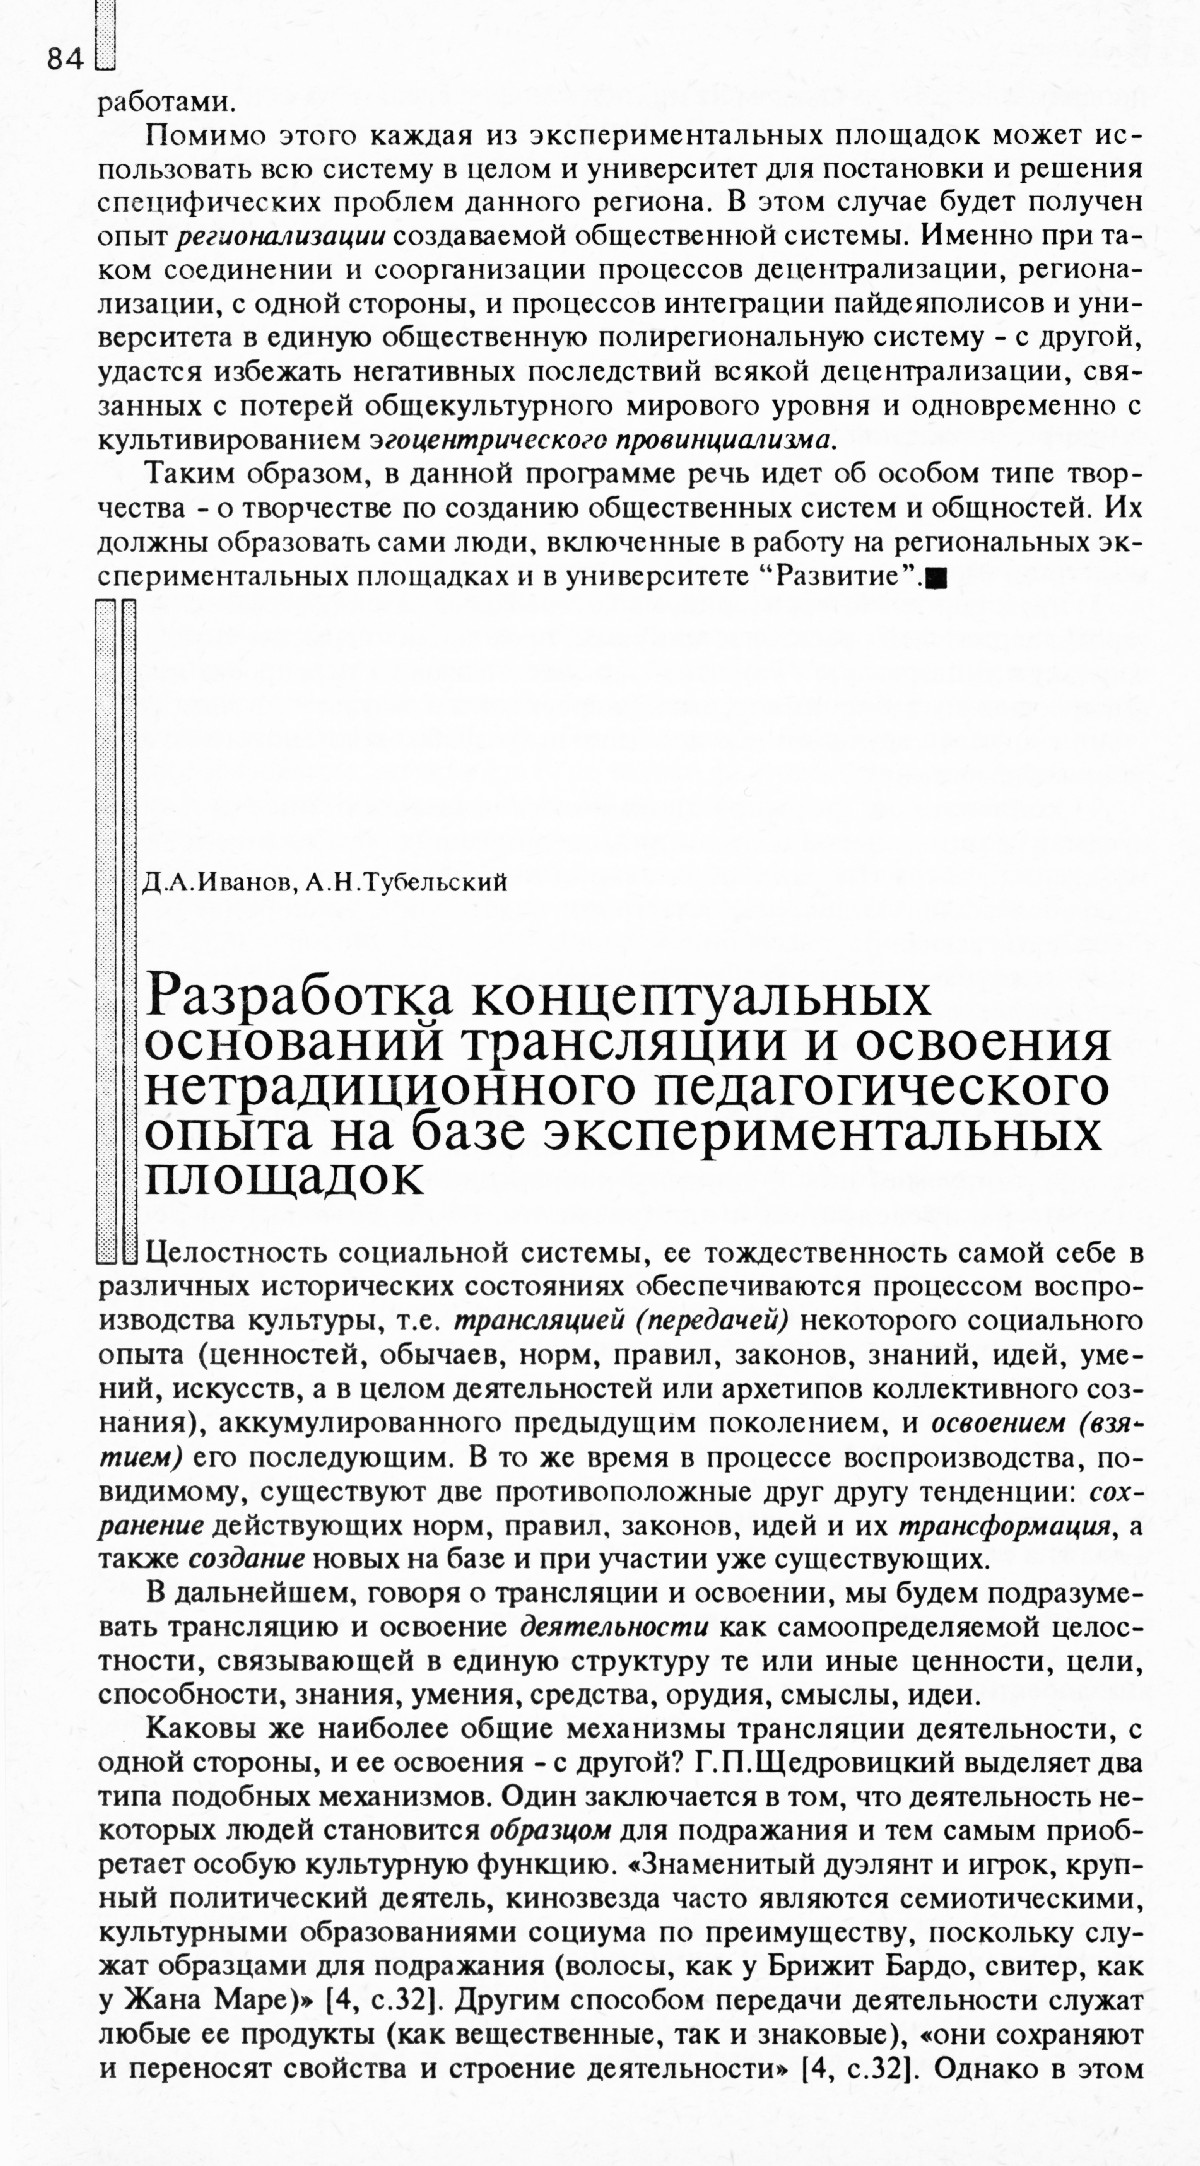 84
работами.
Помимо этого каждая из экспериментальных площадок может ис-
пользовать всю систему в целом и университет для постановки и решения
специфических проблем данного региона. В этом случае будет получен
опыт регионализации создаваемой общественной системы. Именно при та-
ком соединении и соорганизации процессов децентрализации, региона-
лизации, с одной стороны, и процессов интеграции пайдеяполисов и уни-
верситета в единую общественную полирегиональную систему - с другой,
удастся избежать негативных последствий всякой децентрализации, свя-
занных с потерей общекультурного мирового уровня и одновременно с
культивированием эгоцентрического провинциализма.
Таким образом, в данной программе речь идет об особом типе твор-
чества - о творчестве по созданию общественных систем и общностей. Их
должны образовать сами люди, включенные в работу на региональных эк-
спериментальных площадках и в университете “Развитие”.■
Д.А.Иванов, А.Н.Тубельский
Разработка концептуальных
оснований трансляции и освоения
нетрадиционного педагогического
опыта на базе экспериментальных
площадок
Целостность социальной системы, ее тождественность самой себе в
различных исторических состояниях обеспечиваются процессом воспро-
изводства культуры, т.е. трансляцией (передачей) некоторого социального
опыта (ценностей, обычаев, норм, правил, законов, знаний, идей, уме-
ний, искусств, а в целом деятельностей или архетипов коллективного соз-
нания), аккумулированного предыдущим поколением, и освоением (взя-
тием) его последующим. В то же время в процессе воспроизводства, по-
видимому, существуют две противоположные друг другу тенденции: сох-
ранение действующих норм, правил, законов, идей и их трансформация, а
также создание новых на базе и при участии уже существующих.
В дальнейшем, говоря о трансляции и освоении, мы будем подразуме-
вать трансляцию и освоение деятельности как самоопределяемой целос-
тности, связывающей в единую структуру те или иные ценности, цели,
способности, знания, умения, средства, орудия, смыслы, идеи.
Каковы же наиболее общие механизмы трансляции деятельности, с
одной стороны, и ее освоения - с другой? Г.П.Щедровицкий выделяет два
типа подобных механизмов. Один заключается в том, что деятельность не-
которых людей становится образцом для подражания и тем самым приоб-
ретает особую культурную функцию. «Знаменитый дуэлянт и игрок, круп-
ный политический деятель, кинозвезда часто являются семиотическими,
культурными образованиями социума по преимуществу, поскольку слу-
жат образцами для подражания (волосы, как у Брижит Бардо, свитер, как
у Жана Маре)» [4, с.32]. Другим способом передачи деятельности служат
любые ее продукты (как вещественные, так и знаковые), «они сохраняют
и переносят свойства и строение деятельности» [4, с.32]. Однако в этом